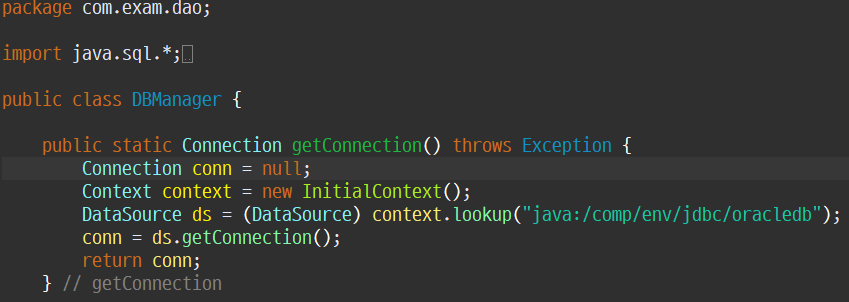 package com.exam.dao;
import java.sql.*;
public class DBManager {
public static Connection getConnection() throws Exception {
Connection conn = null;
Context context = new InitialContext();
DataSource ds = (DataSource) context.lookup("java:/comp/env/jdbc/oracledb");
conn = ds.getConnection();
return conn;
} // getConnection